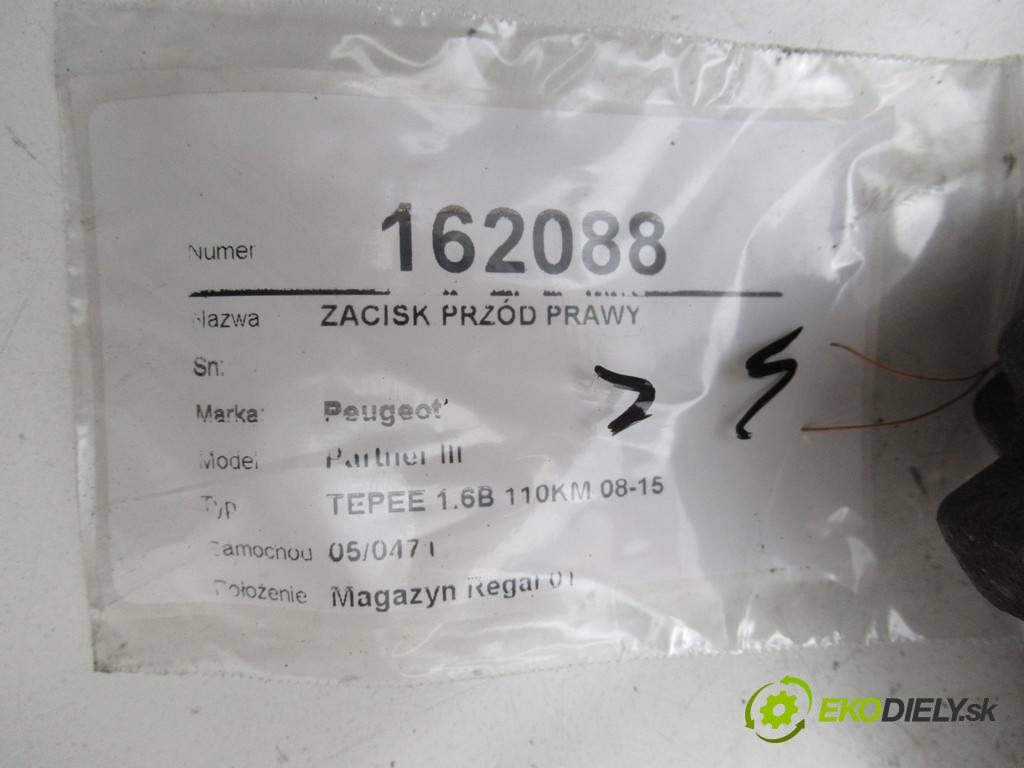 Numer 162088
Nazwa ZACISK PRZÓD PRAWY
Sn:
Marka: Peugeot
Model Partner III
Typ TEPEE 1.6B 110KM 08-15
Samochód 05/0471
Położenie Magazyn Regał 01
EKODIELY.sk